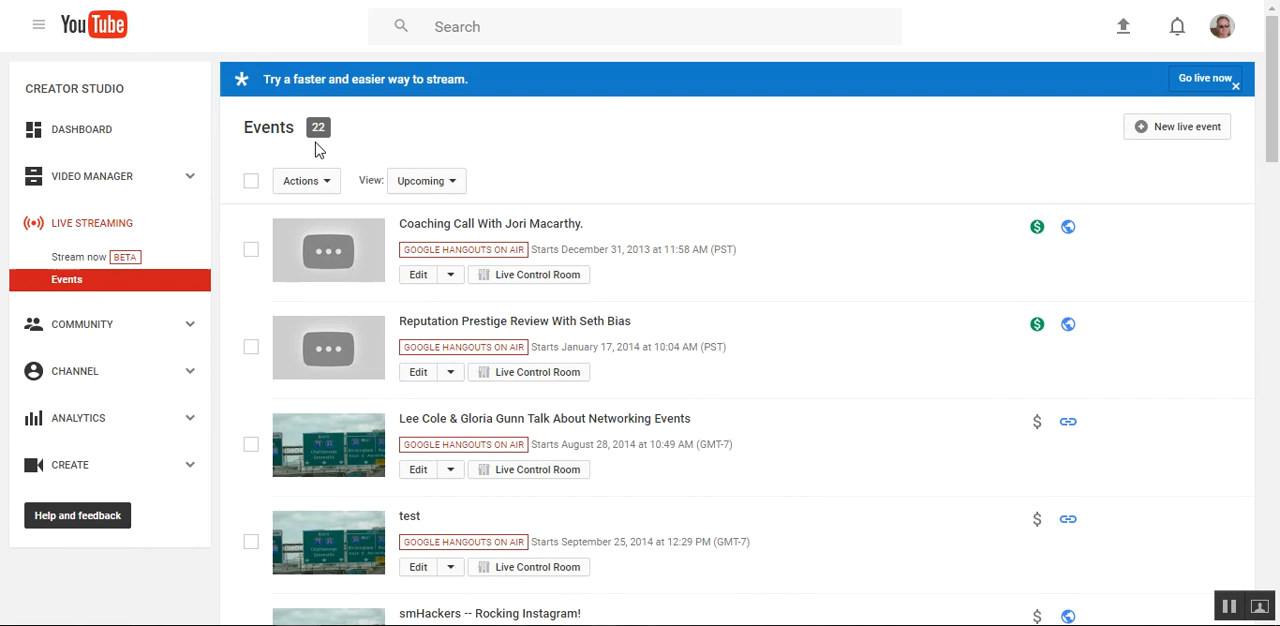 YouTube
Search
CREATOR STUDIO
DASHBOARD
VIDEO MANAGER
LIVE STREAMING
Stream now BETA
Events
COMMUNITY
CHANNEL
ANALYTICS
CREATE
Help and feedback
Try a faster and easier way to stream.
Go live now
Events 22
New live event
Actions
View: Upcoming
Coaching Call With Jori Macarthy.
GOOGLE HANGOUTS ON AIR Starts December 31, 2013 at 11:58 AM (PST)
Edit Live Control Room
Reputation Prestige Review With Seth Bias
GOOGLE HANGOUTS ON AIR Starts January 17, 2014 at 10:04 AM (PST)
Edit Live Control Room
Lee Cole & Gloria Gunn Talk About Networking Events
GOOGLE HANGOUTS ON AIR Starts August 28, 2014 at 10:49 AM (GMT-7)
Edit Live Control Room
test
GOOGLE HANGOUTS ON AIR Starts September 25, 2014 at 12:29 PM (GMT-7)
Edit Live Control Room
smHackers -- Rocking Instagram!